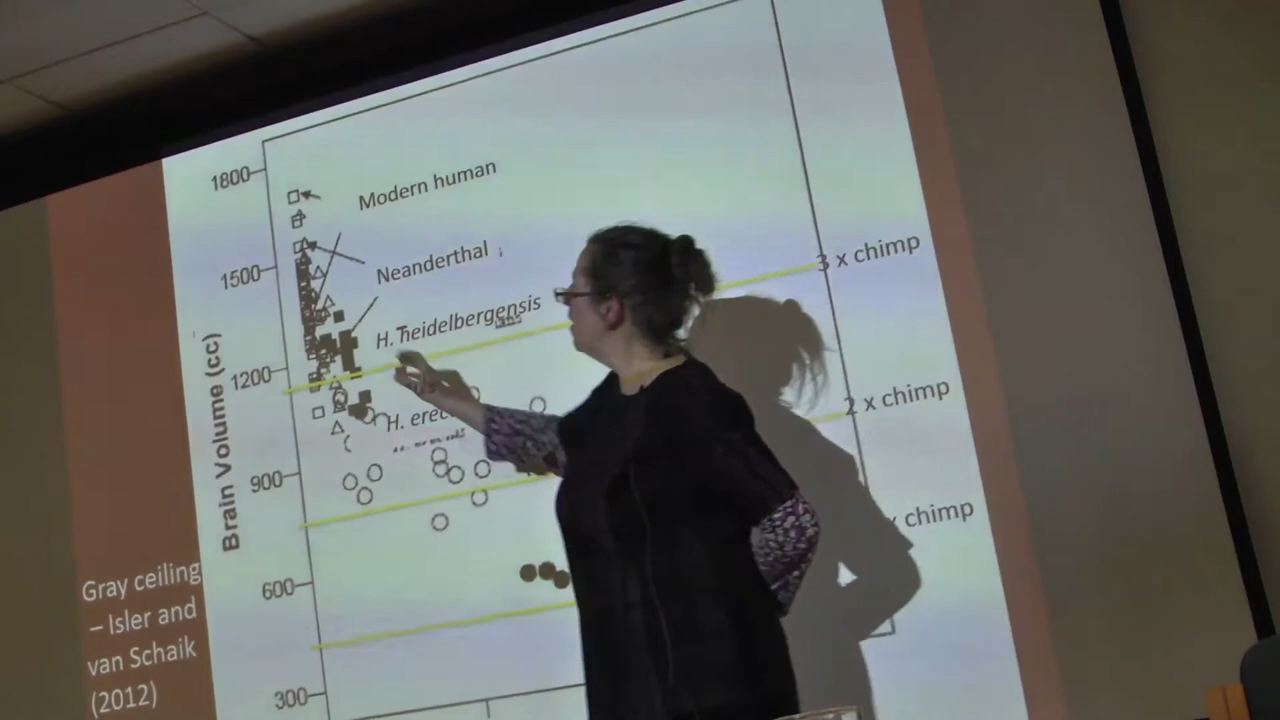 1800
Modern human
1500
Neanderthal
3 x chimp
H. heidelbergensis
1200
2 x chimp
H. erec
900
chimp
600
300
Brain Volume (cc)
Gray ceiling
– Isler and
van Schaik
(2012)